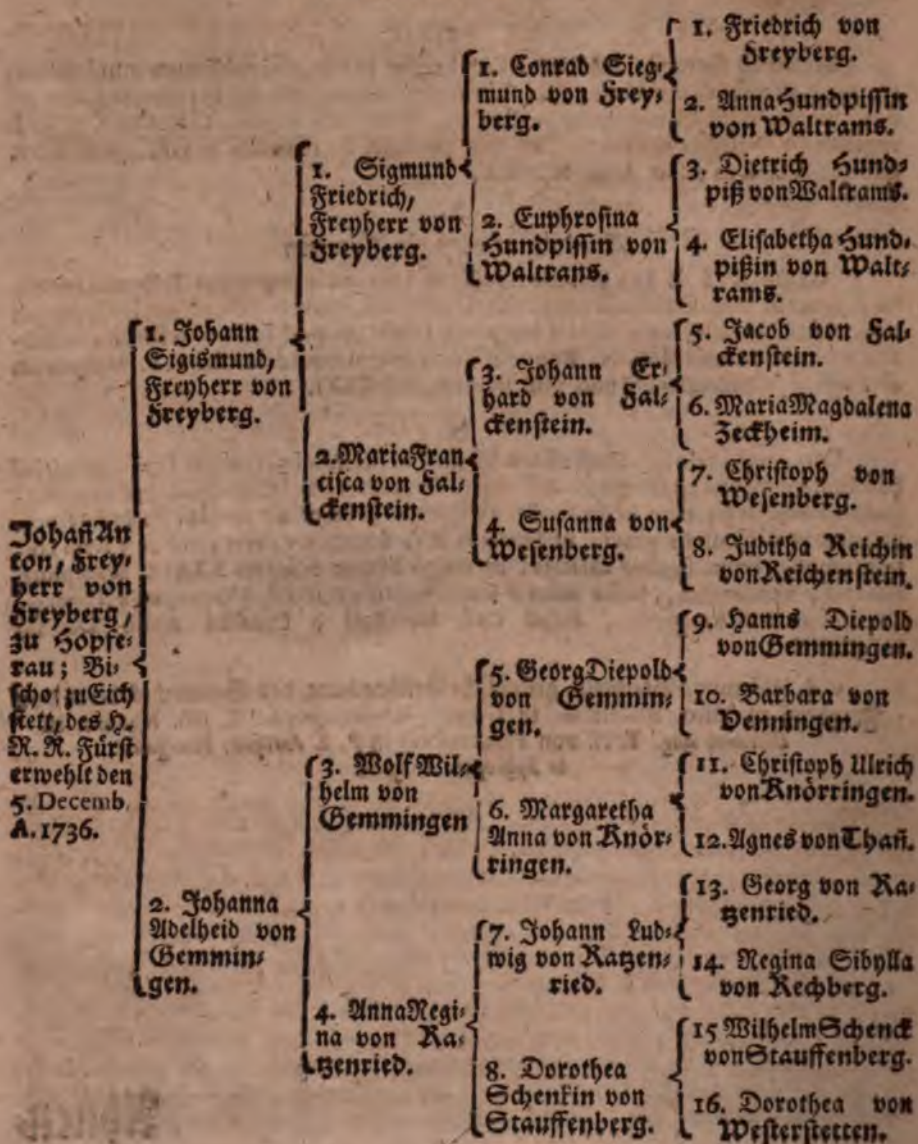 Johañ An⸗
ton, Frey⸗
herr von
Freyberg,
zu Hopfe⸗
rau; Bi⸗
schof zu Eich
stett, des H.
R. R. Fürst
erwehlt den
5. Decemb.
A. 1736.
1. Johann
Sigismund,
Freyherr von
Freyberg.
2. Johanna
Adelheid von
Gemmin⸗
gen.
1. Sigmund
Friedrich,
Freyherr von
Freyberg.
2. Maria Fran⸗
cisca von Fal⸗
ckenstein.
3. Wolf Wil⸗
helm von
Gemmingen
4. Anna Regi⸗
na von Ra⸗
tzenried.
1. Conrad Sieg⸗
mund von Frey⸗
berg.
2. Euphrosina
Hundpissin von
Waltrans.
3. Johann Er⸗
hard von Fal⸗
ckenstein.
4. Susanna von
Wesenberg.
5. Georg Diepold
von Gemmin⸗
gen.
6. Margaretha
Anna von Knör⸗
ringen.
7. Johann Lud⸗
wig von Ratzen⸗
ried.
8. Dorothea
Schenkin von
Stauffenberg.
1. Friedrich von
Freyberg.
2. Anna Hundpissin
von Waltrams.
3. Dietrich Hund⸗
piß von Waltrams.
4. Elisabetha Hund⸗
pißin von Walt⸗
rams.
5. Jacob von Fal⸗
ckenstein.
6. Maria Magdalena
Zeckheim.
7. Christoph von
Wesenberg.
8. Juditha Reichin
von Reichenstein.
9. Hanns Diepold
von Gemmingen.
10. Barbara von
Venningen.
11. Christoph Ulrich
von Knörringen.
12. Agnes von Thañ.
13. Georg von Ra⸗
tzenried.
14. Regina Sibylla
von Rechberg.
15 Wilhelm Schenck
von Stauffenberg.
16. Dorothea von
Westerstetten.